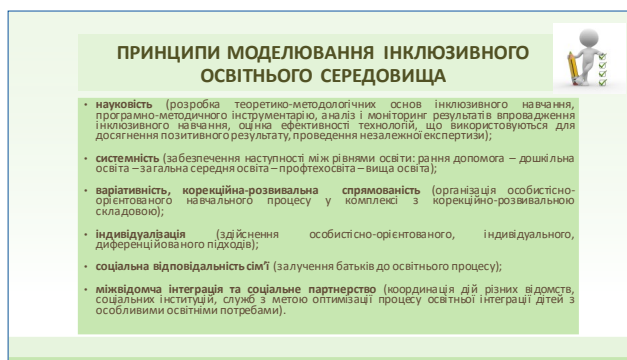 ПРИНЦИПИ МОДЕЛЮВАННЯ ІНКЛЮЗИВНОГО
ОСВІТНЬОГО СЕРЕДОВИЩА
• науковість (розробка теоретико-методологічних основ інклюзивного навчання,
програмно-методичного інструментарію, аналіз і моніторинг результатів впровадження
інклюзивного навчання, оцінка ефективності технологій, що використовуються для
досягнення позитивного результату, проведення незалежної експертизи);
• системність (забезпечення наступності між рівнями освіти: рання допомога – дошкільна
освіта – загальна середня освіта – профтехосвіта – вища освіта);
• варіативність, корекційна-розвивальна спрямованість (організація особистісно-
орієнтованого навчального процесу у комплексі з корекційно-розвивальною
складовою);
• індивідуалізація (здійснення особистісно-орієнтованого, індивідуального,
диференційованого підходів);
• соціальна відповідальність сім'ї (залучення батьків до освітнього процесу);
• міжвідомча інтеграція та соціальне партнерство (координація дій різних відомств,
соціальних інституцій, служб з метою оптимізації процесу освітньої інтеграції дітей з
особливими освітніми потребами).